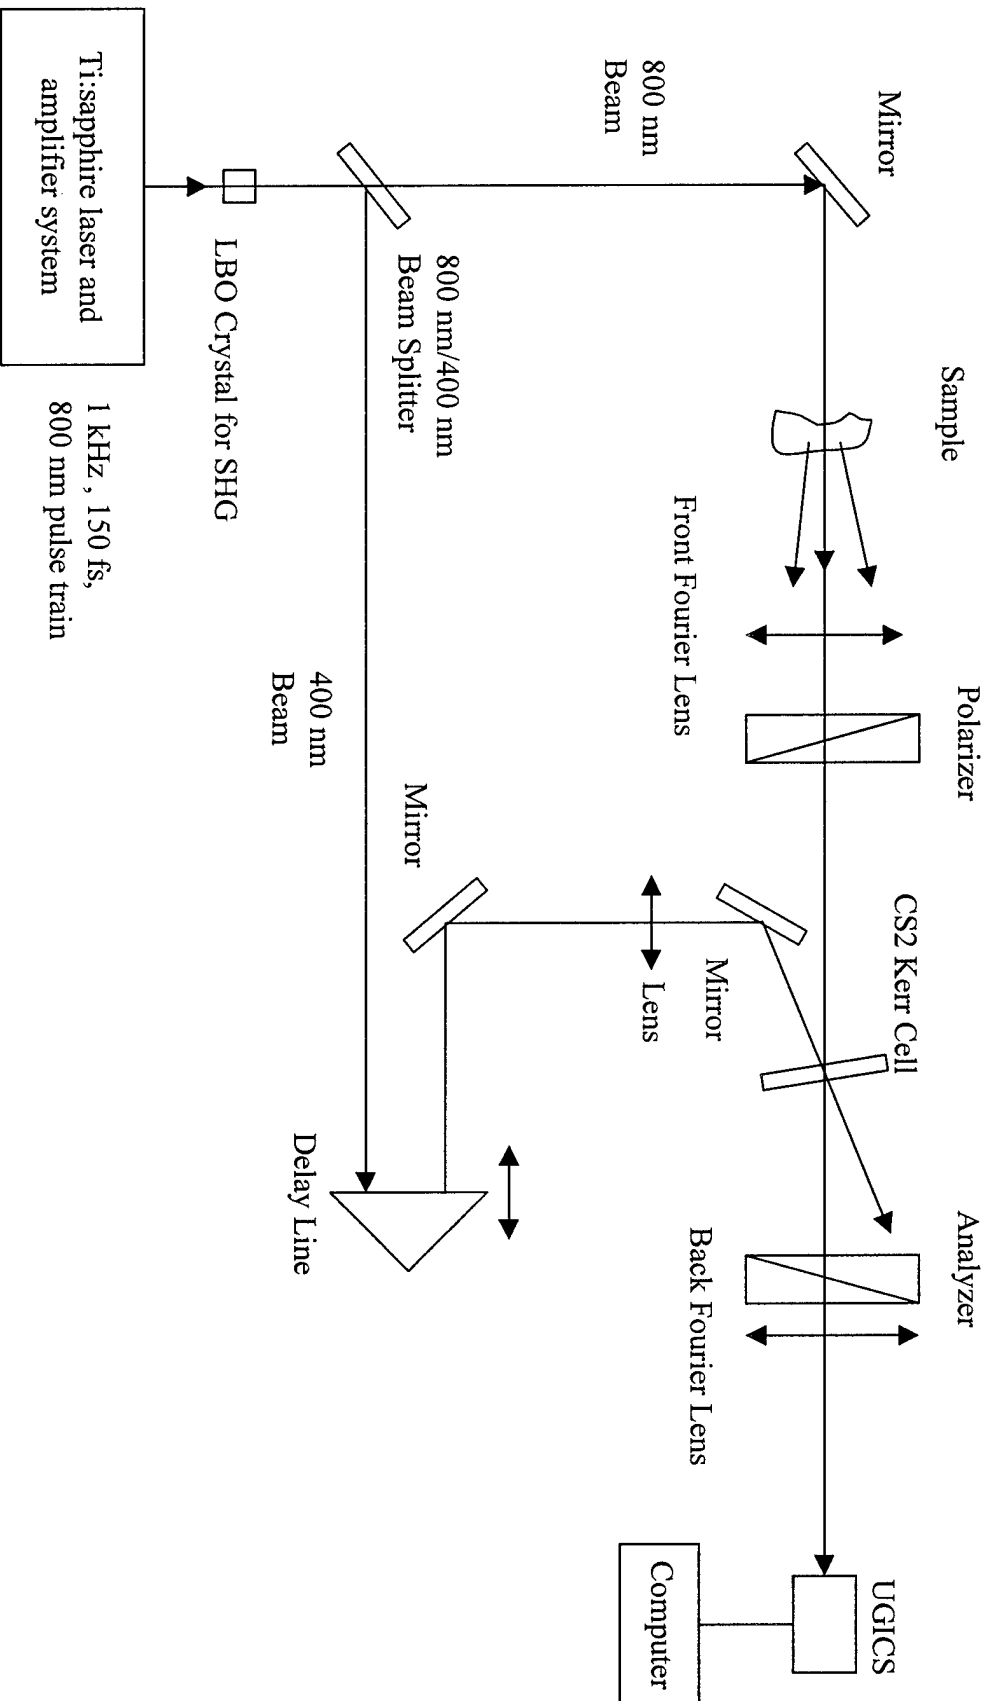 Mirror
Sample
Polarizer
CS2 Kerr Cell
Analyzer
UGICS
800 nm
Beam
Front Fourier Lens
Mirror
Lens
Back Fourier Lens
Computer
800 nm/400 nm
Beam Splitter
Mirror
400 nm
Beam
Delay Line
LBO Crystal for SHG
Ti:sapphire laser and
amplifier system
1 kHz , 150 fs,
800 nm pulse train